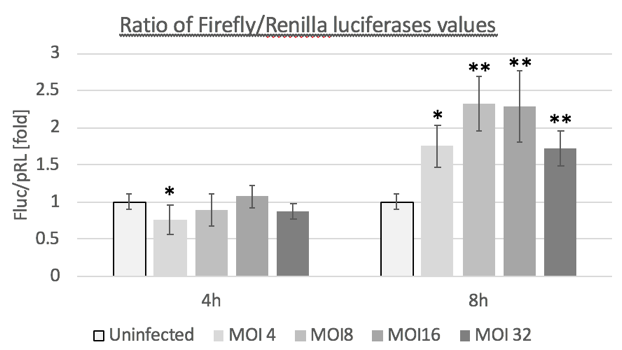 Ratio of Firefly/Renilla luciferases values
Fluc/pRL [fold]
3
2.5
2
1.5
1
0.5
0
*
*
**
**
**
4h
8h
Uninfected MOI 4 MOI8 MOI16 MOI 32